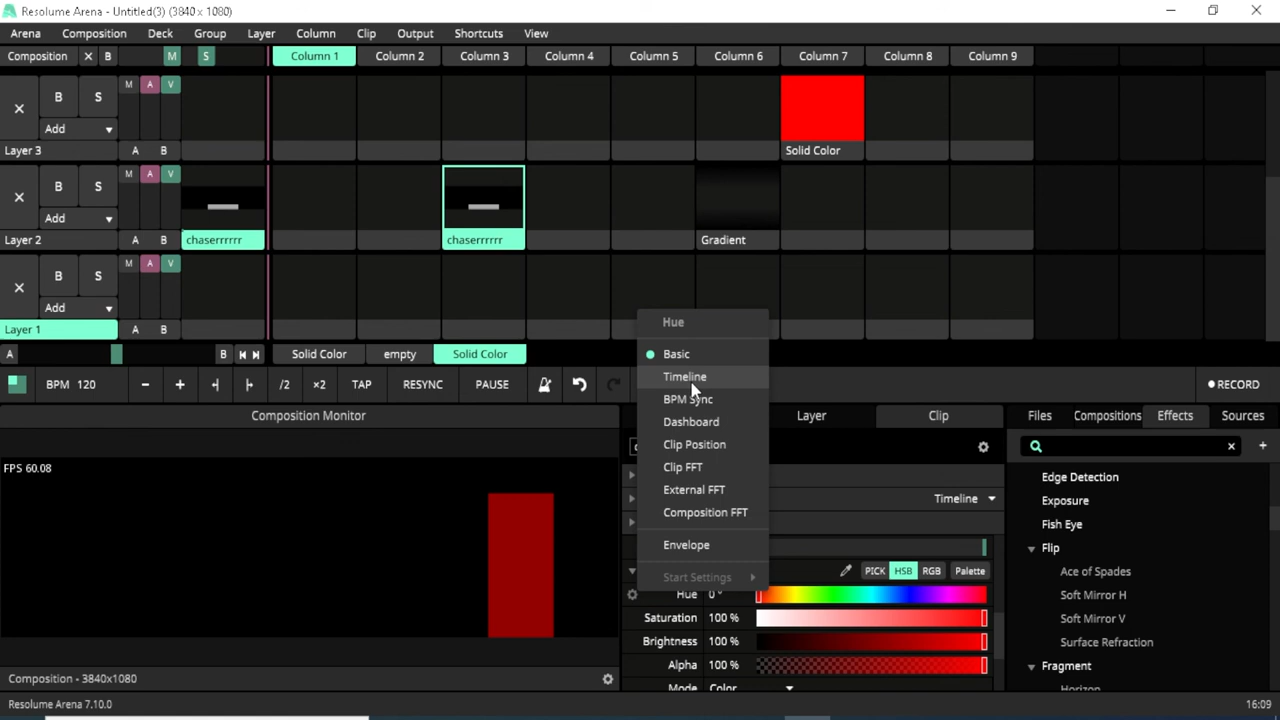 Resolume Arena - Untitled(3) (3840 x 1080)
Arena Composition Deck Group Layer Column Clip Output Shortcuts View
Composition B M S Column 1 Column 2 Column 3 Column 4 Column 5 Column 6 Column 7 Column 8 Column 9
M A V
B S
Add
Layer 3 A B Solid Color
M A V
B S
Add
Layer 2 A B chaserrrrrr chaserrrrrr Gradient
M A V
B S
Add
Layer 1 A B
A B Solid Color empty Solid Color
BPM 120 - + /2 ×2 TAP RESYNC PAUSE RECORD
Hue
Basic
Timeline
BPM Sync
Dashboard
Clip Position
Clip FFT
External FFT
Composition FFT
Envelope
Start Settings
Composition Monitor
FPS 60.08
Composition - 3840x1080
Layer Clip
Timeline
PICK HSB RGB Palette
Hue 0 °
Saturation 100 %
Brightness 100 %
Alpha 100 %
Mode Color
Files Compositions Effects Sources
Edge Detection
Exposure
Fish Eye
Flip
Ace of Spades
Soft Mirror H
Soft Mirror V
Surface Refraction
Fragment
Horizon
Resolume Arena 7.10.0 16:09